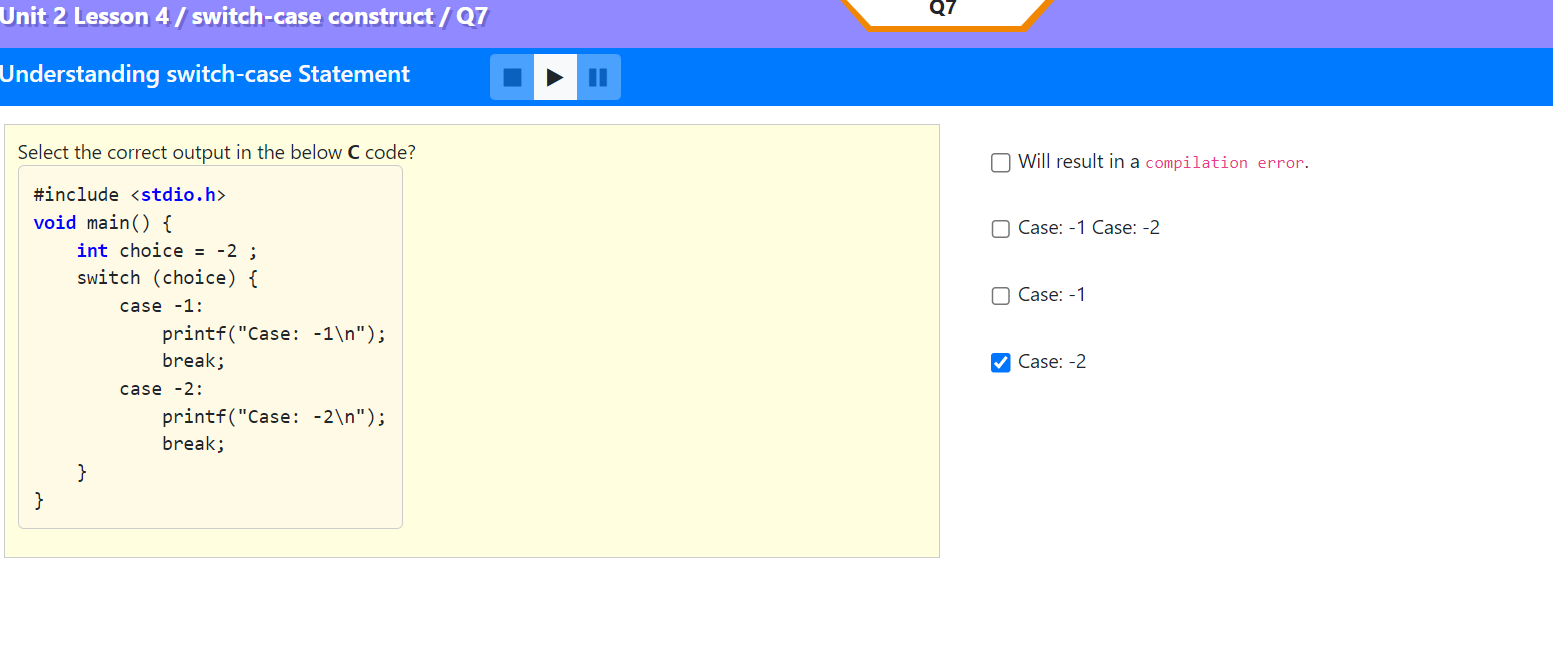 Unit 2 Lesson 4 / switch-case construct / Q7
Q7
Understanding switch-case Statement
Select the correct output in the below C code?
#include <stdio.h>
void main() {
    int choice = -2 ;
    switch (choice) {
        case -1:
            printf("Case: -1\n");
            break;
        case -2:
            printf("Case: -2\n");
            break;
    }
}
Will result in a compilation error.
Case: -1 Case: -2
Case: -1
Case: -2